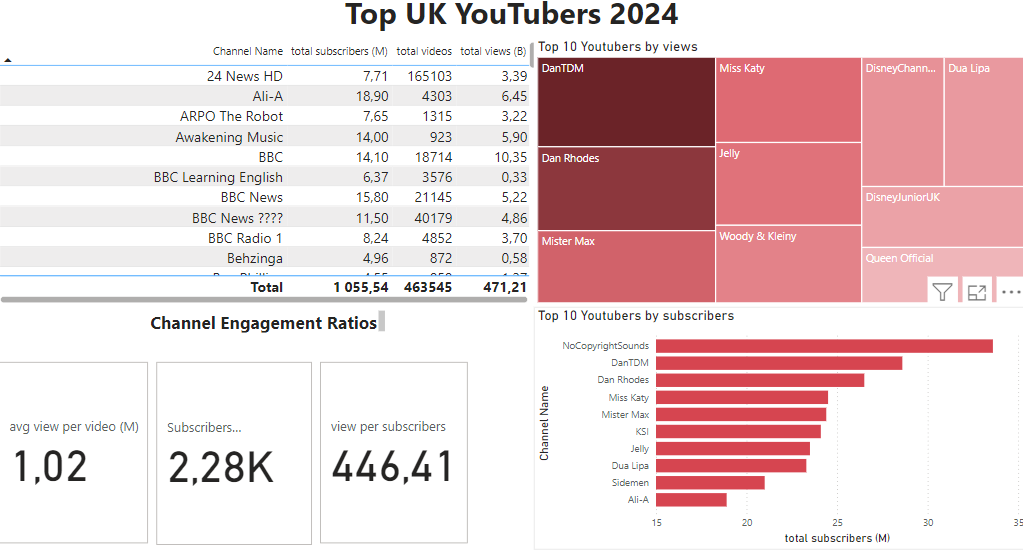 Top UK YouTubers 2024
Channel Name total subscribers (M) total videos total views (B)
24 News HD 7,71 165103 3,39
Ali-A 18,90 4303 6,45
ARPO The Robot 7,65 1315 3,22
Awakening Music 14,00 923 5,90
BBC 14,10 18714 10,35
BBC Learning English 6,37 3576 0,33
BBC News 15,80 21145 5,22
BBC News ???? 11,50 40179 4,86
BBC Radio 1 8,24 4852 3,70
Behzinga 4,96 872 0,58
Total 1 055,54 463545 471,21
Top 10 Youtubers by views
DanTDM
Dan Rhodes
Mister Max
Miss Katy
Jelly
Woody & Kleiny
DisneyChann...
Dua Lipa
DisneyJuniorUK
Queen Official
Channel Engagement Ratios
avg view per video (M)
1,02
Subscribers...
2,28K
view per subscribers
446,41
Top 10 Youtubers by subscribers
Channel Name
NoCopyrightSounds
DanTDM
Dan Rhodes
Miss Katy
Mister Max
KSI
Jelly
Dua Lipa
Sidemen
Ali-A
15 20 25 30 35
total subscribers (M)